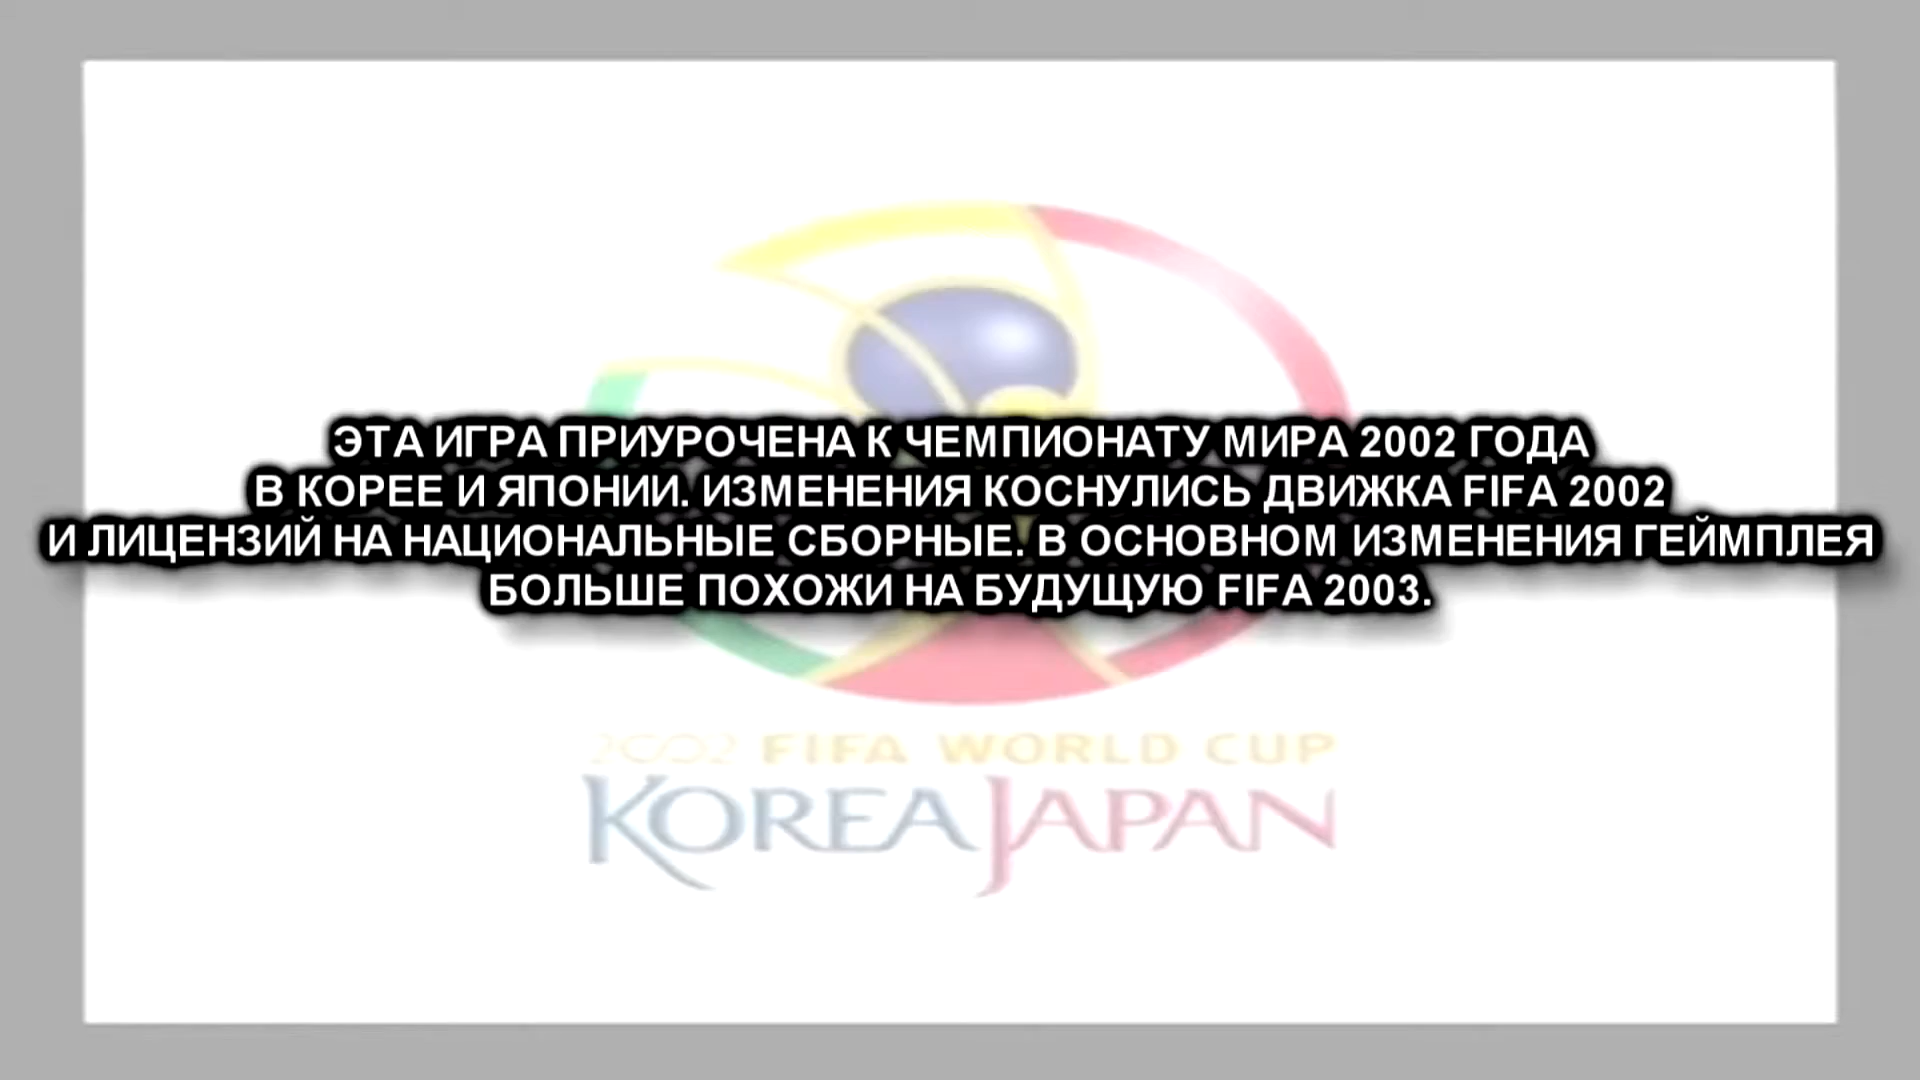 ЭТА ИГРА ПРИУРОЧЕНА К ЧЕМПИОНАТУ МИРА 2002 ГОДА
В КОРЕЕ И ЯПОНИИ. ИЗМЕНЕНИЯ КОСНУЛИСЬ ДВИЖКА FIFA 2002
И ЛИЦЕНЗИЙ НА НАЦИОНАЛЬНЫЕ СБОРНЫЕ. В ОСНОВНОМ ИЗМЕНЕНИЯ ГЕЙМПЛЕЯ
БОЛЬШЕ ПОХОЖИ НА БУДУЩУЮ FIFA 2003.
2002 FIFA WORLD CUP
KOREA JAPAN